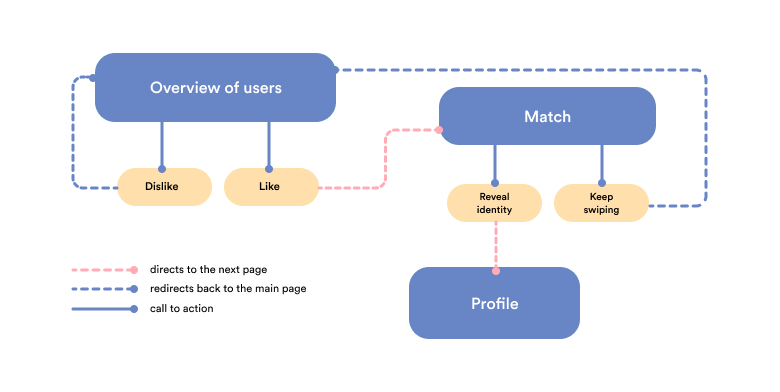 Overview of users
Match
Dislike
Like
Reveal
identity
Keep
swiping
directs to the next page
redirects back to the main page
call to action
Profile